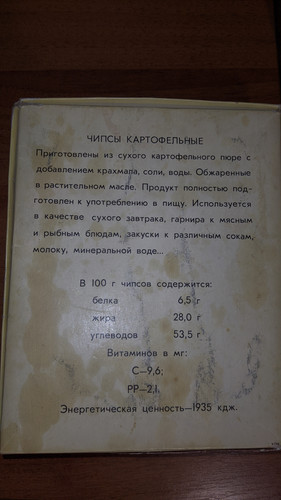 ЧИПСЫ КАРТОФЕЛЬНЫЕ
Приготовлены из сухого картофельного пюре с
добавлением крахмала, соли, воды. Обжаренные
в растительном масле. Продукт полностью под-
готовлен к употреблению в пищу. Используется
в качестве сухого завтрака, гарнира к мясным
и рыбным блюдам, закуски к различным сокам,
молоку, минеральной воде...
В 100 г чипсов содержится:
белка 6,5 г
жира 28,0 г
углеводов 53,5 г
Витаминов в мг:
С—9,6;
РР—2,1.
Энергетическая ценность—1935 кдж.